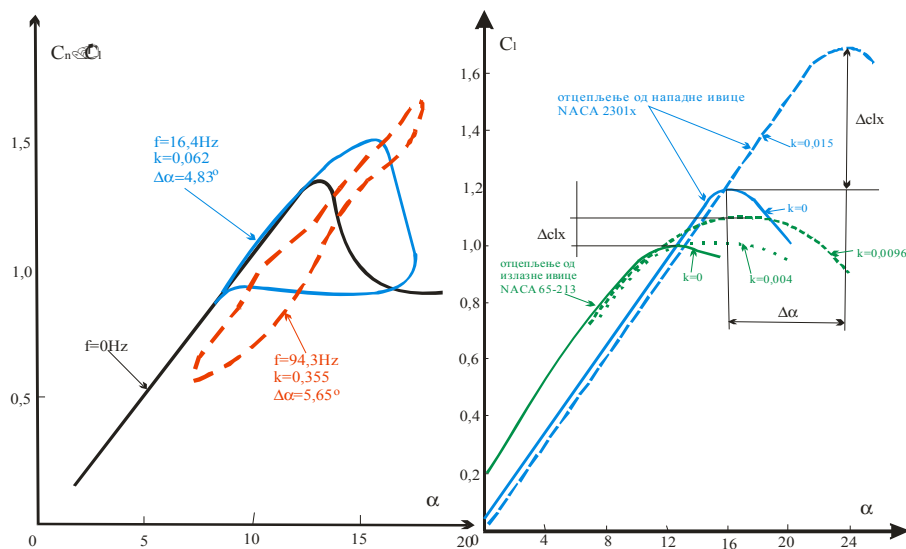 Cₙ Cₗ
1,5
1,0
0,5
0
5
10
15
20
α
f=16,4Hz
k=0,062
Δα=4,83°
f=0Hz
f=94,3Hz
k=0,355
Δα=5,65°
Cₗ
1,6
1,4
1,2
1,0
0,8
0,6
0,4
0,2
0
4
8
12
16
20
24
α
отцепљење од нападне ивице
NACA 2301x
k=0,015
Δclx
k=0
Δclx
k=0,0096
k=0,004
k=0
отцепљење од
излазне ивице
NACA 65-213
Δα